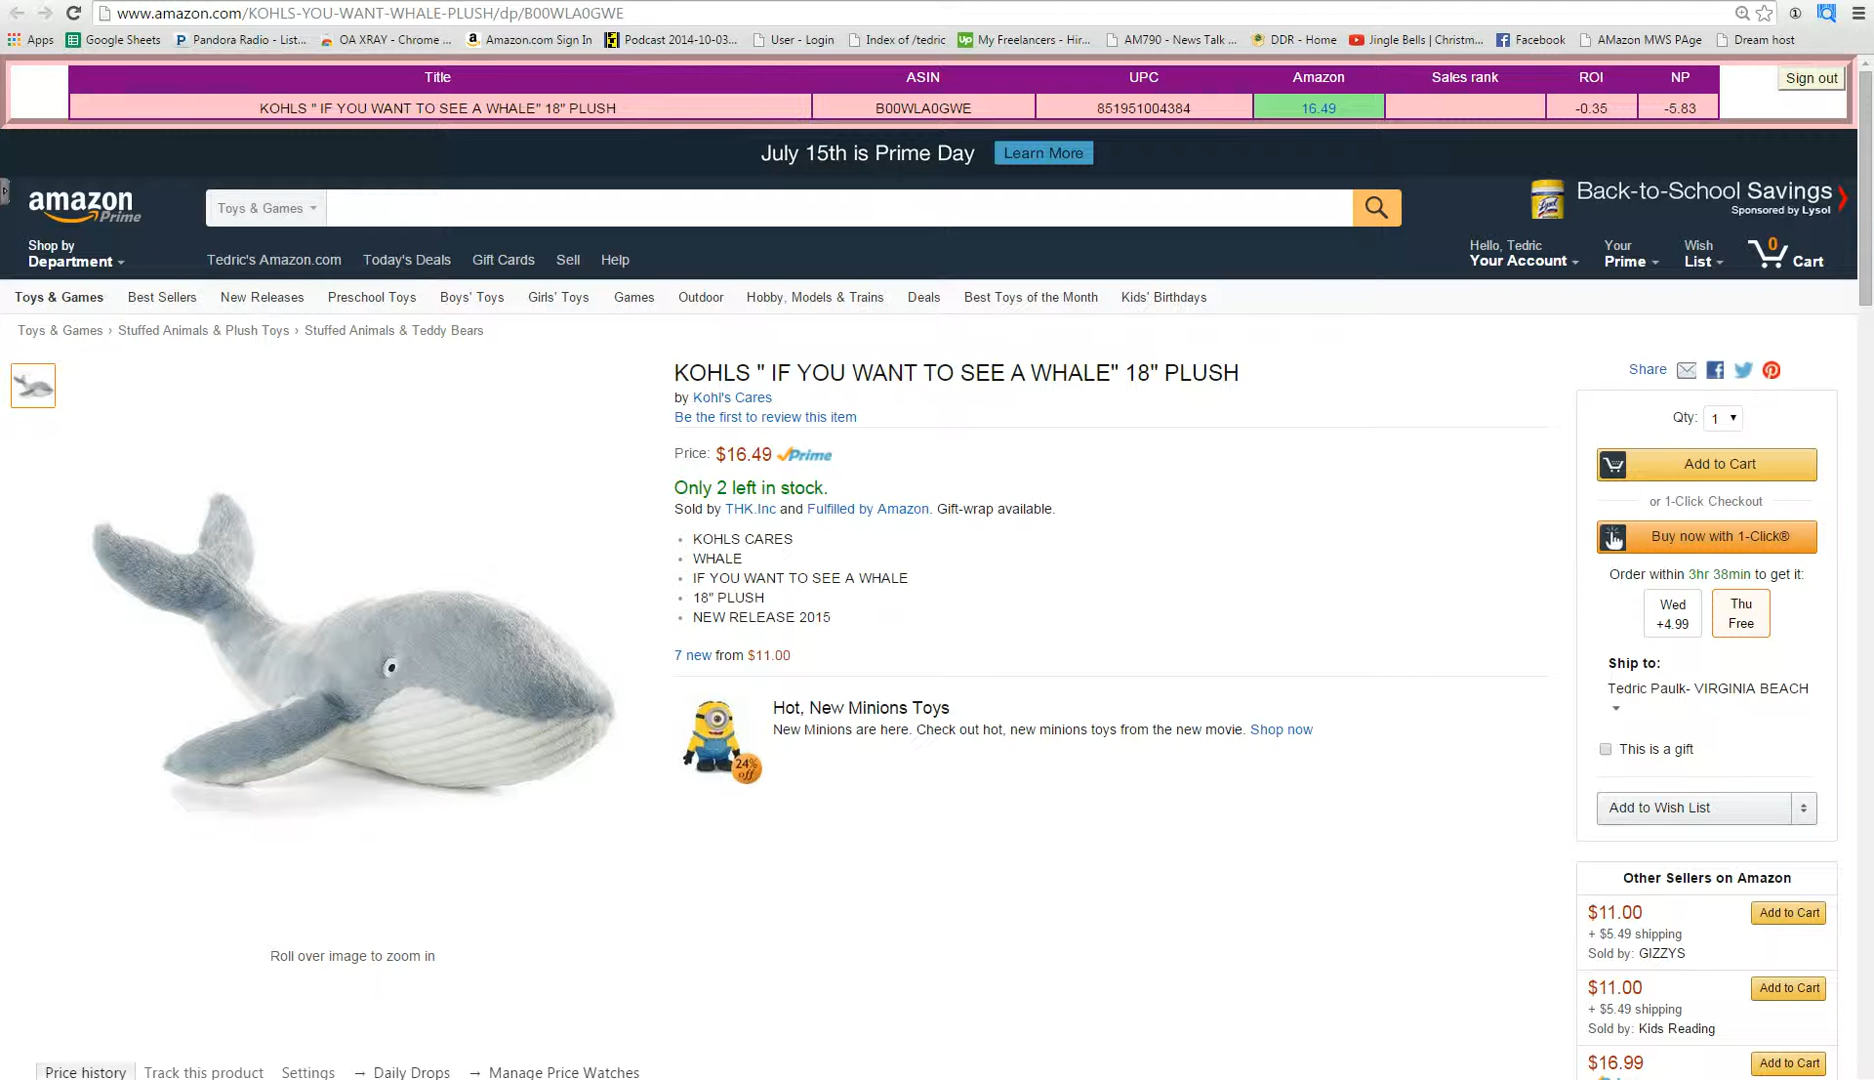 www.amazon.com/KOHLS-YOU-WANT-WHALE-PLUSH/dp/B00WLA0GWE
Apps Google Sheets Pandora Radio - List... OA XRAY - Chrome ... Amazon.com Sign In Podcast 2014-10-03... User - Login Index of /tedric My Freelancers - Hir... AM790 - News Talk ... DDR - Home Jingle Bells | Christm... Facebook AMazon MWS PAge Dream host
Title ASIN UPC Amazon Sales rank ROI NP Sign out
KOHLS " IF YOU WANT TO SEE A WHALE" 18" PLUSH B00WLA0GWE 851951004384 16.49 -0.35 -5.83
July 15th is Prime Day Learn More
amazon Prime
Toys & Games
Back-to-School Savings
Sponsored by Lysol
Shop by
Department
Tedric's Amazon.com Today's Deals Gift Cards Sell Help
Hello, Tedric
Your Account
Your
Prime
Wish
List
0
Cart
Toys & Games Best Sellers New Releases Preschool Toys Boys' Toys Girls' Toys Games Outdoor Hobby, Models & Trains Deals Best Toys of the Month Kids' Birthdays
Toys & Games › Stuffed Animals & Plush Toys › Stuffed Animals & Teddy Bears
KOHLS " IF YOU WANT TO SEE A WHALE" 18" PLUSH
by Kohl's Cares
Be the first to review this item
Price: $16.49 Prime
Only 2 left in stock.
Sold by THK.Inc and Fulfilled by Amazon. Gift-wrap available.
• KOHLS CARES
• WHALE
• IF YOU WANT TO SEE A WHALE
• 18" PLUSH
• NEW RELEASE 2015
7 new from $11.00
Hot, New Minions Toys
New Minions are here. Check out hot, new minions toys from the new movie. Shop now
24%
off
Roll over image to zoom in
Share
Qty: 1
Add to Cart
or 1-Click Checkout
Buy now with 1-Click®
Order within 3hr 38min to get it:
Wed
+4.99
Thu
Free
Ship to:
Tedric Paulk- VIRGINIA BEACH
This is a gift
Add to Wish List
Other Sellers on Amazon
$11.00 Add to Cart
+ $5.49 shipping
Sold by: GIZZYS
$11.00 Add to Cart
+ $5.49 shipping
Sold by: Kids Reading
$16.99 Add to Cart
Price history Track this product Settings → Daily Drops → Manage Price Watches